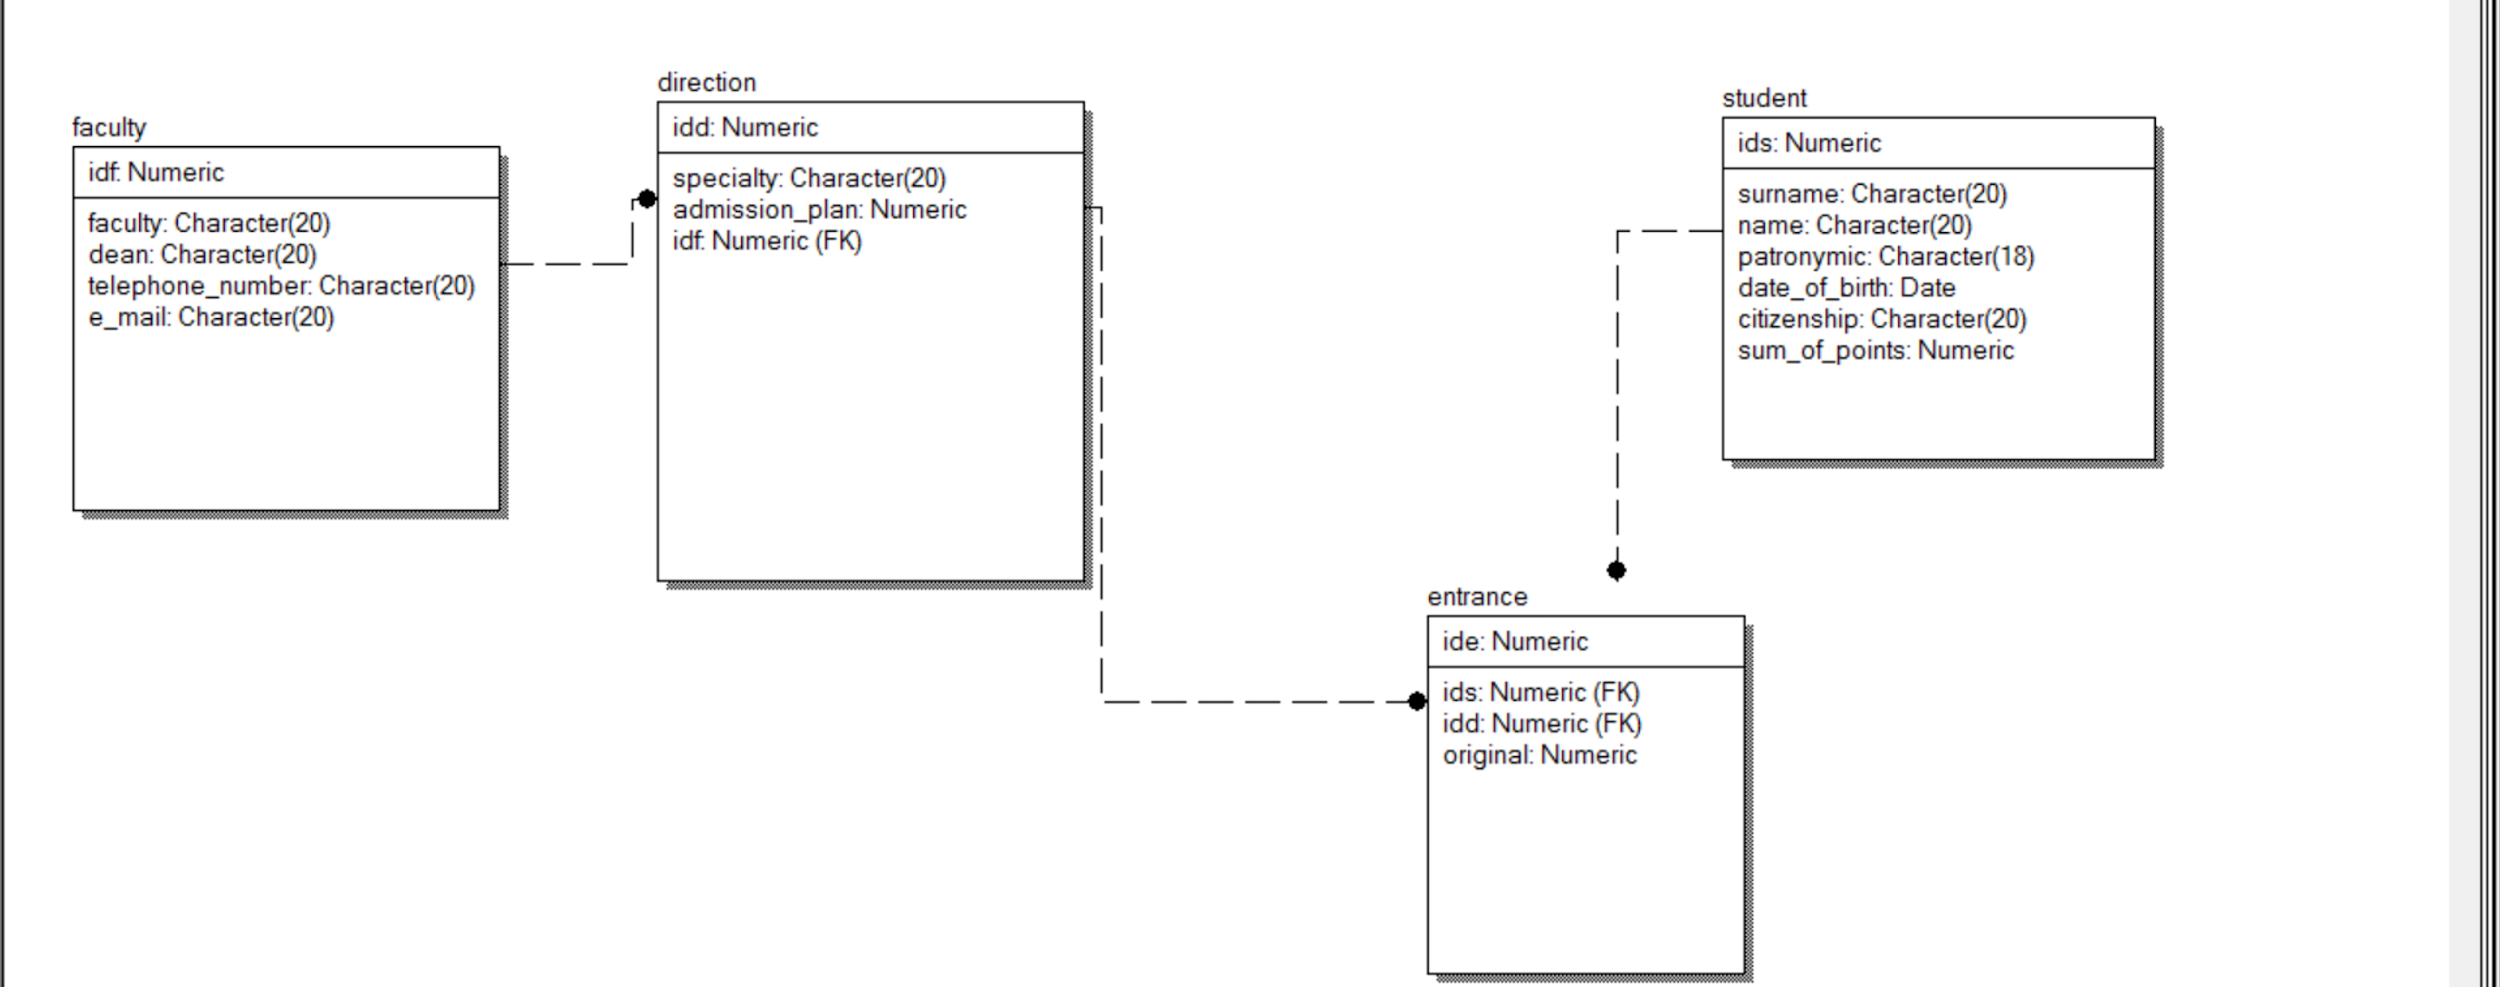 faculty
idf: Numeric
faculty: Character(20)
dean: Character(20)
telephone_number: Character(20)
e_mail: Character(20)
direction
idd: Numeric
specialty: Character(20)
admission_plan: Numeric
idf: Numeric (FK)
student
ids: Numeric
surname: Character(20)
name: Character(20)
patronymic: Character(18)
date_of_birth: Date
citizenship: Character(20)
sum_of_points: Numeric
entrance
ide: Numeric
ids: Numeric (FK)
idd: Numeric (FK)
original: Numeric